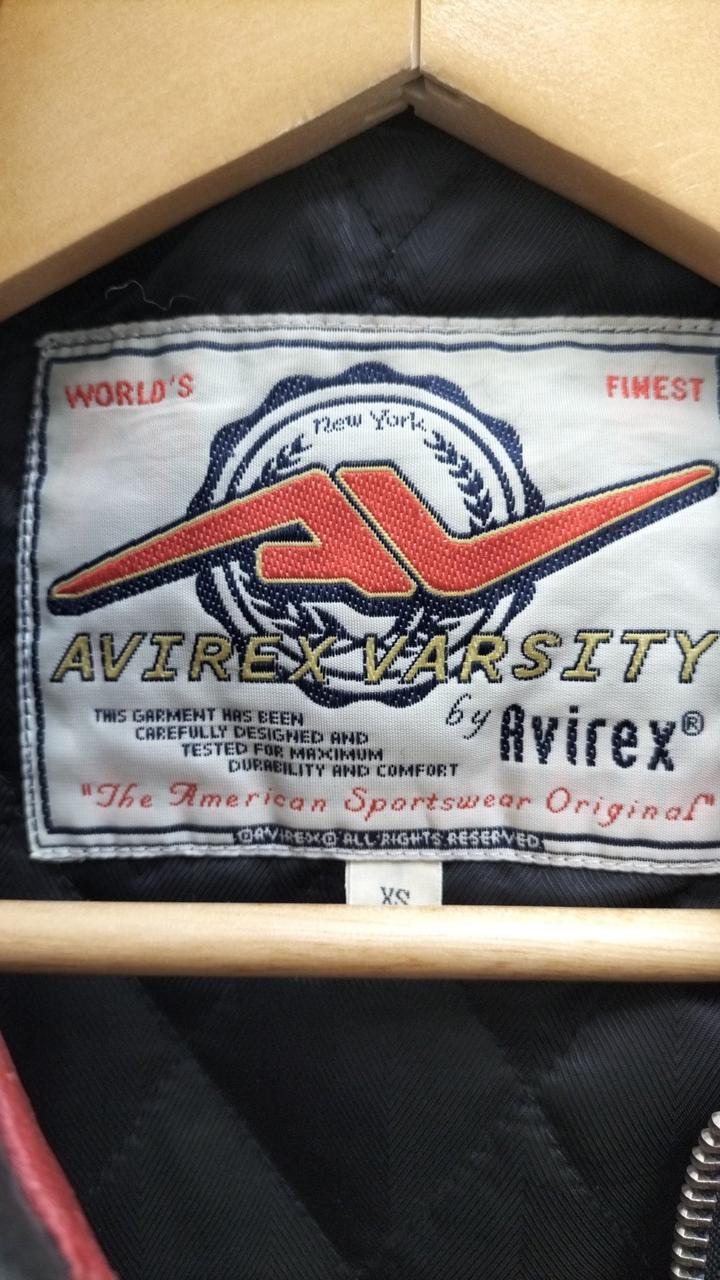 WORLD'S FINEST
New York
AVIREX VARSITY
by Avirex®
THIS GARMENT HAS BEEN
CAREFULLY DESIGNED AND
TESTED FOR MAXIMUM
DURABILITY AND COMFORT
"The American Sportswear Original"
©AVIREX® ALL RIGHTS RESERVED
XS